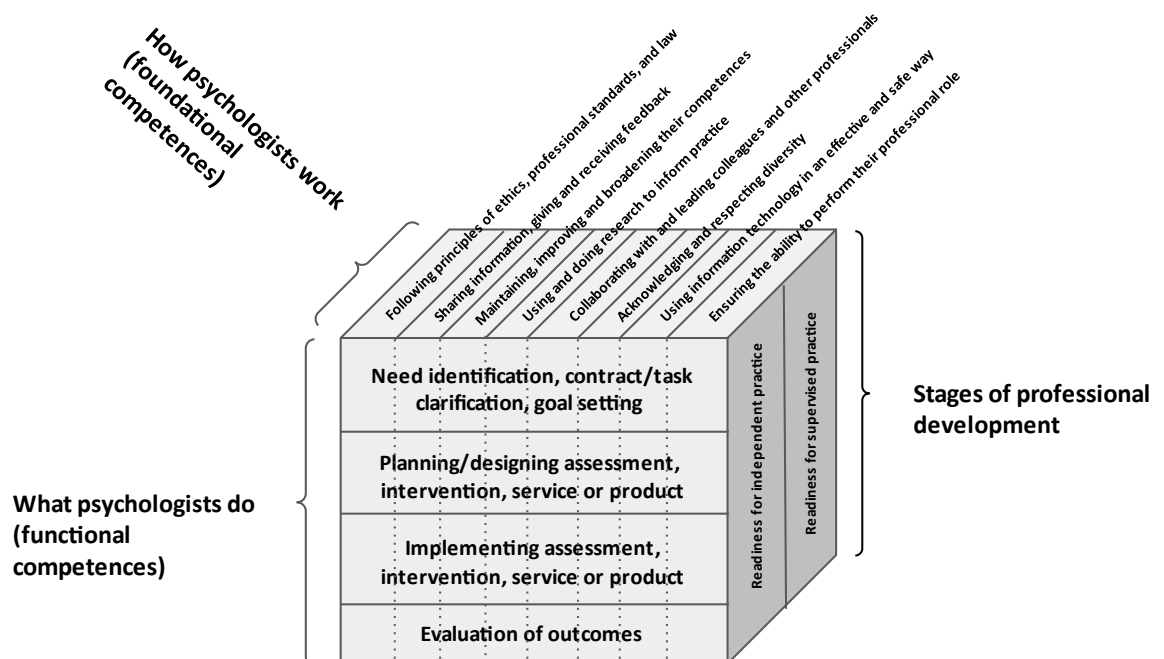 How psychologists work
(foundational
competences)
Following principles of ethics, professional standards, and law
Sharing information, giving and receiving feedback
Maintaining, improving and broadening their competences
Using and doing research to inform practice
Collaborating with and leading colleagues and other professionals
Acknowledging and respecting diversity
Using information technology in an effective and safe way
Ensuring the ability to perform their professional role
Need identification, contract/task
clarification, goal setting
Planning/designing assessment,
intervention, service or product
Implementing assessment,
intervention, service or product
Evaluation of outcomes
Readiness for independent practice
Readiness for supervised practice
Stages of professional
development
What psychologists do
(functional
competences)